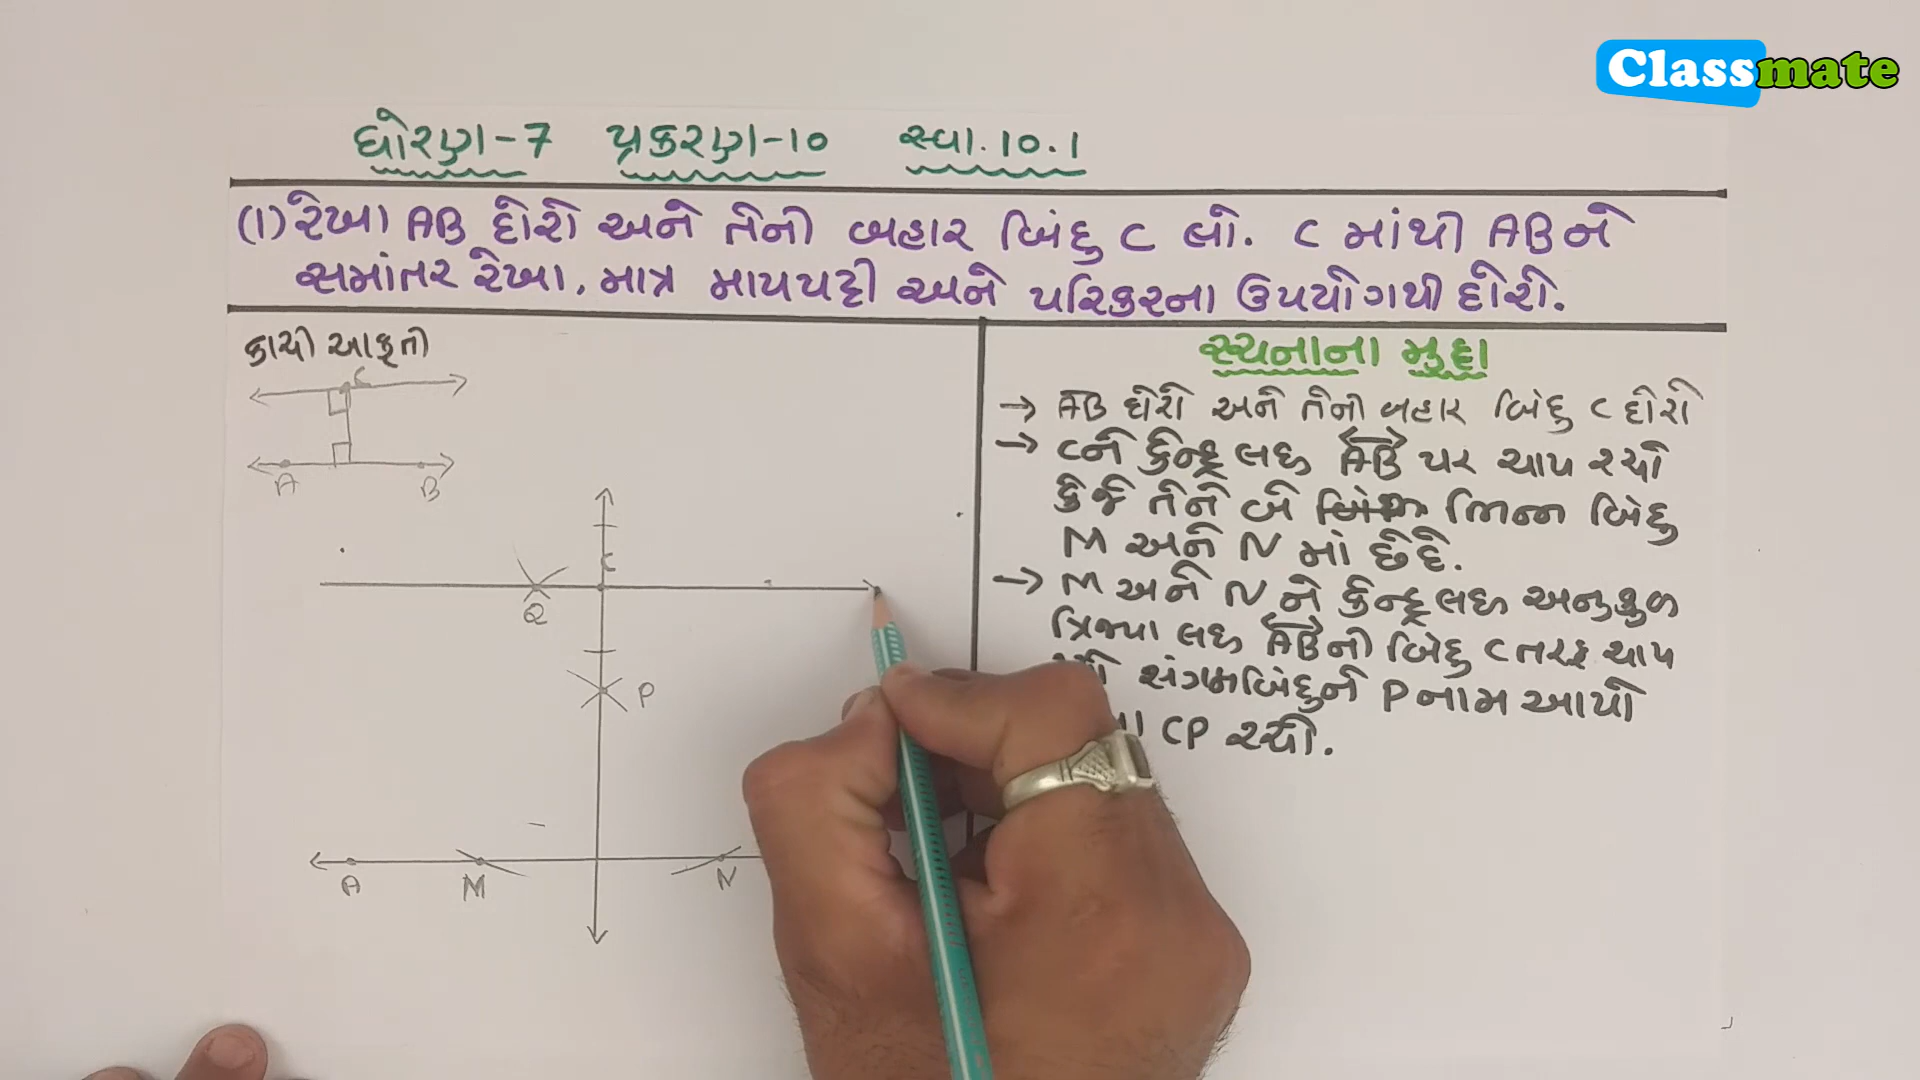 Classmate
ધોરણ-7 પ્રકરણ-10 સ્વા.10.1
(1) રેખા AB દોરો અને તેની બહાર બિંદુ C લો. C માંથી AB ને
સમાંતર રેખા, માત્ર માપપટ્ટી અને પરિકરના ઉપયોગથી દોરો.
કાચી આકૃતી
C
A B
C
Q
P
A M N
રચનાના મુદ્દા
→ AB દોરો અને તેની બહાર બિંદુ C દોરો
→ Cને કેન્દ્ર લઇ AB પર ચાપ રચો
કે જે તેને બે ભિન્ન બિંદુ
M અને N માં છેદે.
→ M અને N ને કેન્દ્ર લઇ અનુકુળ
ત્રિજ્યા લઇ ABની બિંદુ C તરફ ચાપ
સંગમબિંદુને P નામ આપો
CP રચો.